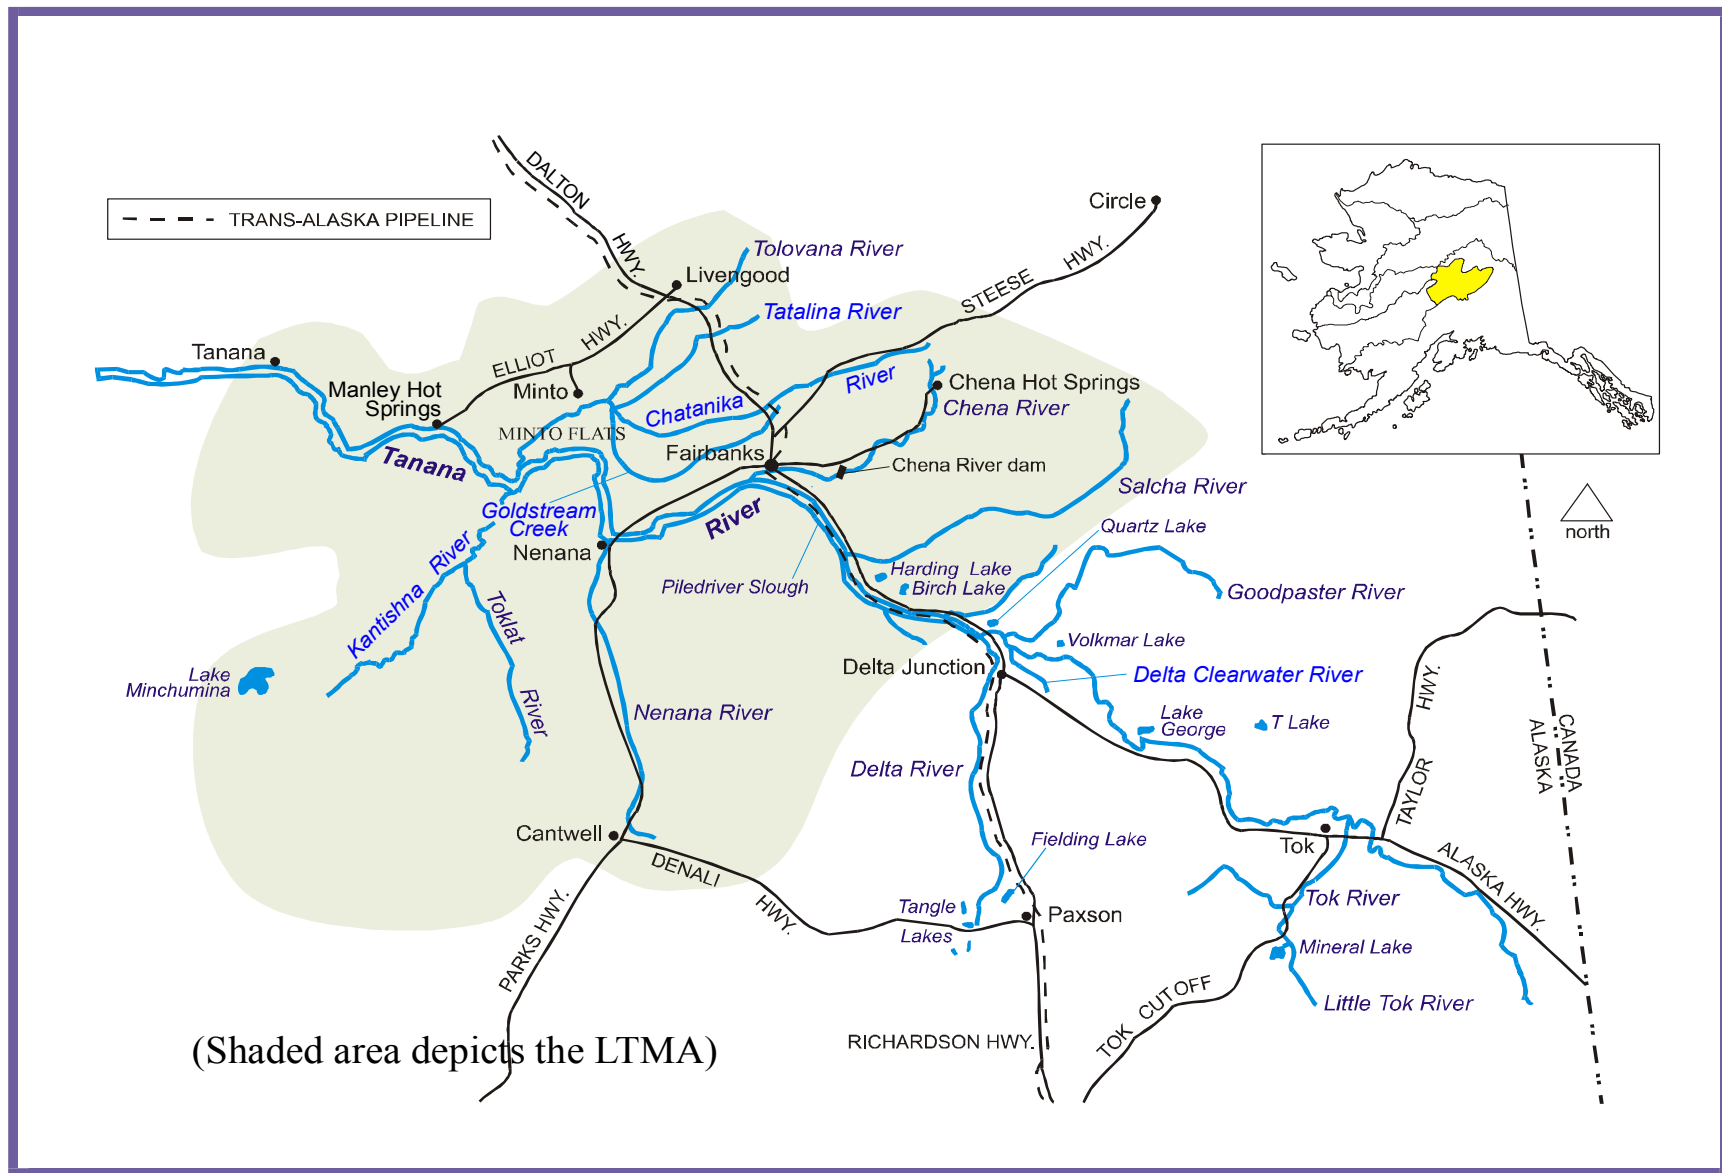 DALTON
HWY.
Circle
TRANS-ALASKA PIPELINE
Tolovana River
Livengood
STEESE
HWY.
Tatalina River
ELLIOT
HWY.
Tanana
Manley Hot
Springs
Minto
Chatanika
River
Chena Hot Springs
Chena River
MINTO FLATS
Fairbanks
Chena River dam
Tanana
River
Salcha River
Goldstream
Creek
Quartz Lake
Nenana
north
Kantishna
River
Piledriver Slough
Harding Lake
Birch Lake
Goodpaster River
Toklat
River
Volkmar Lake
Delta Junction
Delta Clearwater River
Lake
Minchumina
Nenana River
Lake
George
T Lake
TAYLOR
HWY.
CANADA
ALASKA
Delta River
Cantwell
Fielding Lake
Tok
DENALI
HWY.
ALASKA HWY.
PARKS HWY.
Tangle
Lakes
Paxson
Tok River
Mineral Lake
Little Tok River
TOK CUTOFF
RICHARDSON HWY.
(Shaded area depicts the LTMA)